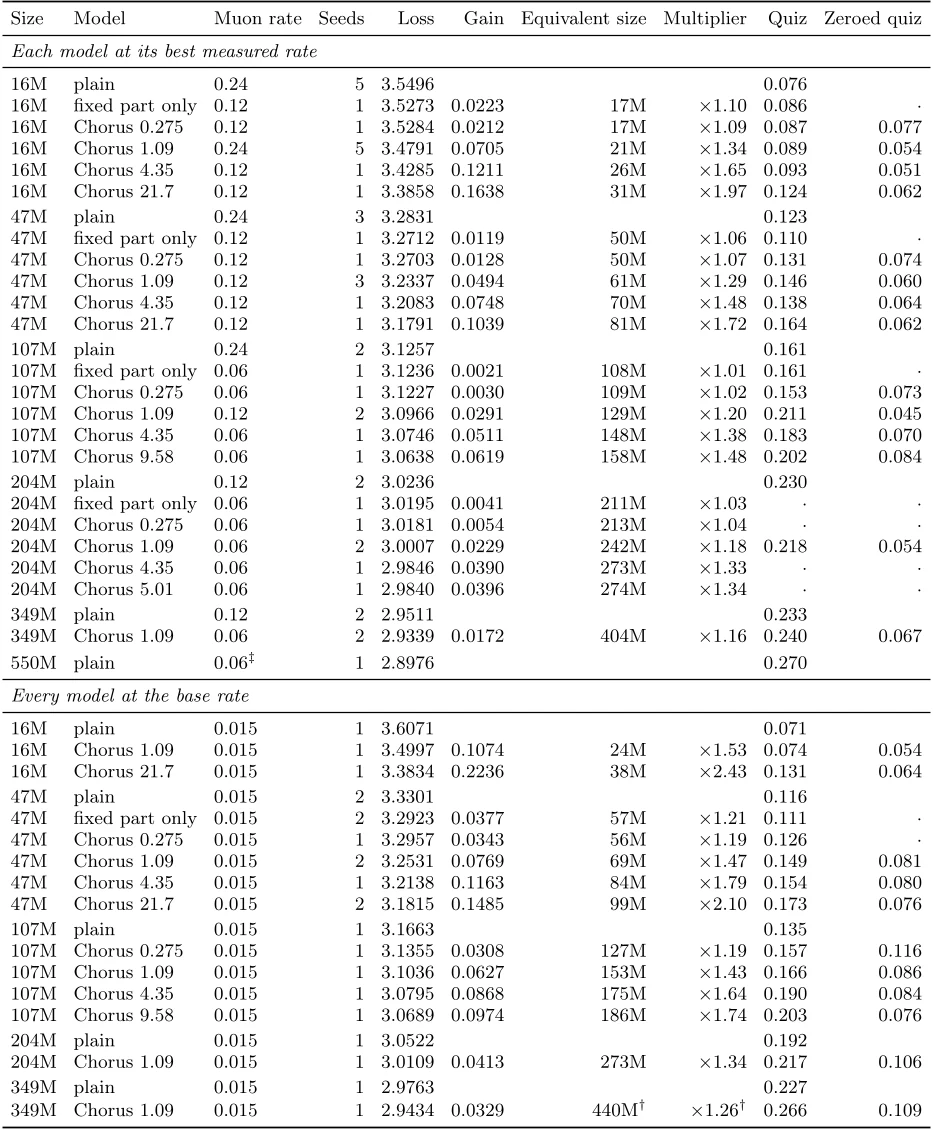 Size Model Muon rate Seeds Loss Gain Equivalent size Multiplier Quiz Zeroed quiz
Each model at its best measured rate
16M plain 0.24 5 3.5496 0.076
16M fixed part only 0.12 1 3.5273 0.0223 17M ×1.10 0.086 ·
16M Chorus 0.275 0.12 1 3.5284 0.0212 17M ×1.09 0.087 0.077
16M Chorus 1.09 0.24 5 3.4791 0.0705 21M ×1.34 0.089 0.054
16M Chorus 4.35 0.12 1 3.4285 0.1211 26M ×1.65 0.093 0.051
16M Chorus 21.7 0.12 1 3.3858 0.1638 31M ×1.97 0.124 0.062
47M plain 0.24 3 3.2831 0.123
47M fixed part only 0.12 1 3.2712 0.0119 50M ×1.06 0.110 ·
47M Chorus 0.275 0.12 1 3.2703 0.0128 50M ×1.07 0.131 0.074
47M Chorus 1.09 0.12 3 3.2337 0.0494 61M ×1.29 0.146 0.060
47M Chorus 4.35 0.12 1 3.2083 0.0748 70M ×1.48 0.138 0.064
47M Chorus 21.7 0.12 1 3.1791 0.1039 81M ×1.72 0.164 0.062
107M plain 0.24 2 3.1257 0.161
107M fixed part only 0.06 1 3.1236 0.0021 108M ×1.01 0.161 ·
107M Chorus 0.275 0.06 1 3.1227 0.0030 109M ×1.02 0.153 0.073
107M Chorus 1.09 0.12 2 3.0966 0.0291 129M ×1.20 0.211 0.045
107M Chorus 4.35 0.06 1 3.0746 0.0511 148M ×1.38 0.183 0.070
107M Chorus 9.58 0.06 1 3.0638 0.0619 158M ×1.48 0.202 0.084
204M plain 0.12 2 3.0236 0.230
204M fixed part only 0.06 1 3.0195 0.0041 211M ×1.03 · ·
204M Chorus 0.275 0.06 1 3.0181 0.0054 213M ×1.04 · ·
204M Chorus 1.09 0.06 2 3.0007 0.0229 242M ×1.18 0.218 0.054
204M Chorus 4.35 0.06 1 2.9846 0.0390 273M ×1.33 · ·
204M Chorus 5.01 0.06 1 2.9840 0.0396 274M ×1.34 · ·
349M plain 0.12 2 2.9511 0.233
349M Chorus 1.09 0.06 2 2.9339 0.0172 404M ×1.16 0.240 0.067
550M plain 0.06‡ 1 2.8976 0.270
Every model at the base rate
16M plain 0.015 1 3.6071 0.071
16M Chorus 1.09 0.015 1 3.4997 0.1074 24M ×1.53 0.074 0.054
16M Chorus 21.7 0.015 1 3.3834 0.2236 38M ×2.43 0.131 0.064
47M plain 0.015 2 3.3301 0.116
47M fixed part only 0.015 2 3.2923 0.0377 57M ×1.21 0.111 ·
47M Chorus 0.275 0.015 1 3.2957 0.0343 56M ×1.19 0.126 ·
47M Chorus 1.09 0.015 2 3.2531 0.0769 69M ×1.47 0.149 0.081
47M Chorus 4.35 0.015 1 3.2138 0.1163 84M ×1.79 0.154 0.080
47M Chorus 21.7 0.015 2 3.1815 0.1485 99M ×2.10 0.173 0.076
107M plain 0.015 1 3.1663 0.135
107M Chorus 0.275 0.015 1 3.1355 0.0308 127M ×1.19 0.157 0.116
107M Chorus 1.09 0.015 1 3.1036 0.0627 153M ×1.43 0.166 0.086
107M Chorus 4.35 0.015 1 3.0795 0.0868 175M ×1.64 0.190 0.084
107M Chorus 9.58 0.015 1 3.0689 0.0974 186M ×1.74 0.203 0.076
204M plain 0.015 1 3.0522 0.192
204M Chorus 1.09 0.015 1 3.0109 0.0413 273M ×1.34 0.217 0.106
349M plain 0.015 1 2.9763 0.227
349M Chorus 1.09 0.015 1 2.9434 0.0329 440M† ×1.26† 0.266 0.109